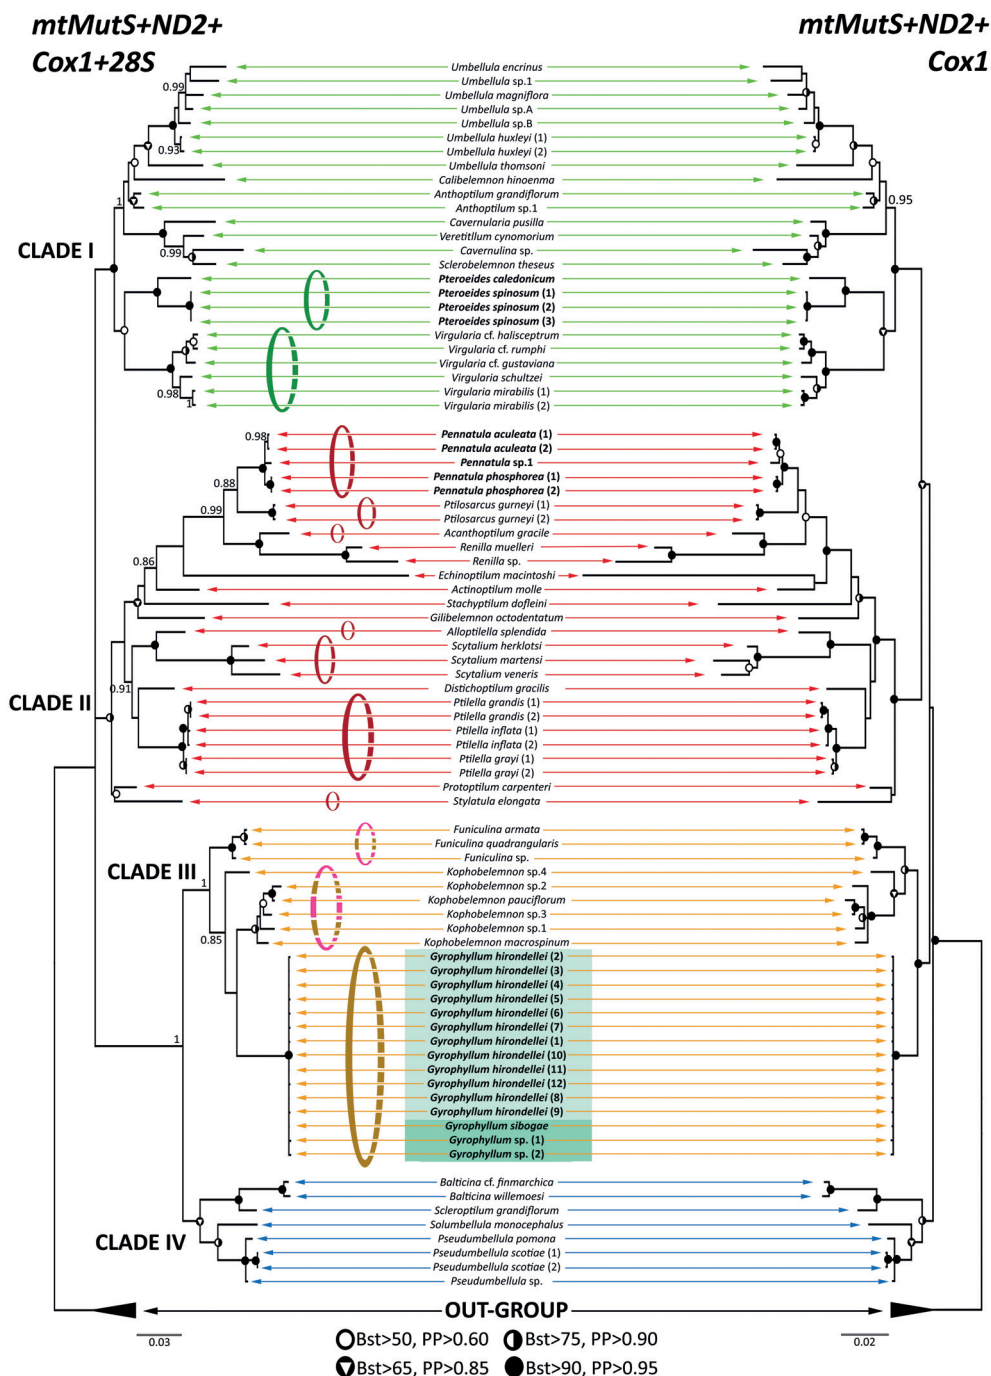 mtMutS+ND2+
Cox1+28S
mtMutS+ND2+
Cox1
Umbellula encrinus
Umbellula sp.1
0.99
Umbellula magniflora
Umbellula sp.A
Umbellula sp.B
Umbellula huxleyi (1)
0.93
Umbellula huxleyi (2)
Umbellula thomsoni
Calibelemnon hinoenma
Anthoptilum grandiflorum
1
0.95
Anthoptilum sp.1
Cavernularia pusilla
Veretitllum cynomorium
CLADE I
0.99
Cavernulina sp.
Sclerobelemnon theseus
Pteroeides caledonicum
Pteroeides spinosum (1)
Pteroeides spinosum (2)
Pteroeides spinosum (3)
Virgularia cf. halisceptrum
Virgularia cf. rumphi
Virgularia cf. gustaviana
Virgularia schultzei
0.98
Virgularia mirabilis (1)
1
Virgularia mirabilis (2)
0.98
Pennatula aculeata (1)
Pennatula aculeata (2)
Pennatula sp.1
0.88
Pennatula phosphorea (1)
Pennatula phosphorea (2)
Ptilosarcus gurneyi (1)
0.99
Ptilosarcus gurneyi (2)
Acanthoptilum gracile
Renilla muelleri
0.86
Renilla sp.
Echinoptilum macintoshi
Actinoptilum molle
Stachyptilum dofleini
Gilibelemnon octodentatum
Alloptilella splendida
Scytalium herklotsi
Scytalium martensi
Scytalium veneris
0.91
Distichoptilum gracilis
CLADE II
Ptilella grandis (1)
Ptilella grandis (2)
Ptilella inflata (1)
Ptilella inflata (2)
Ptilella grayi (1)
Ptilella grayi (2)
Protoptilum carpenteri
Stylatula elongata
Funiculina armata
Funiculina quadrangularis
Funiculina sp.
CLADE III
1
Kophobelemnon sp.4
Kophobelemnon sp.2
Kophobelemnon pauciflorum
Kophobelemnon sp.3
Kophobelemnon sp.1
0.85
Kophobelemnon macrospinum
Gyrophyllum hirondellei (2)
Gyrophyllum hirondellei (3)
Gyrophyllum hirondellei (4)
Gyrophyllum hirondellei (5)
Gyrophyllum hirondellei (6)
Gyrophyllum hirondellei (7)
1
Gyrophyllum hirondellei (1)
Gyrophyllum hirondellei (10)
Gyrophyllum hirondellei (11)
Gyrophyllum hirondellei (12)
Gyrophyllum hirondellei (8)
Gyrophyllum hirondellei (9)
Gyrophyllum sibogae
Gyrophyllum sp. (1)
Gyrophyllum sp. (2)
Balticina cf. finmarchica
Balticina willemoesi
Scleroptilum grandiflorum
Solumbellula monocephalus
CLADE IV
Pseudumbellula pomona
Pseudumbellula scotiae (1)
Pseudumbellula scotiae (2)
Pseudumbellula sp.
OUT-GROUP
0.03
0.02
Bst>50, PP>0.60
Bst>75, PP>0.90
Bst>65, PP>0.85
Bst>90, PP>0.95